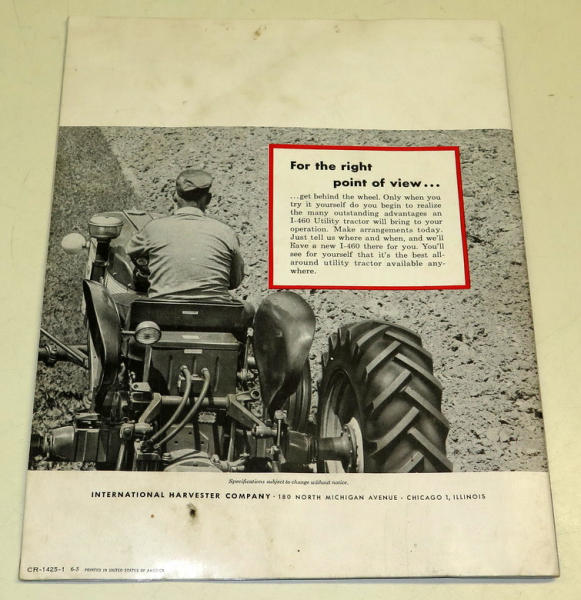 For the right
point of view...
...get behind the wheel. Only when you
try it yourself do you begin to realize
the many outstanding advantages an
I-460 Utility tractor will bring to your
operation. Make arrangements today.
Just tell us where and when, and we'll
have a new I-460 there for you. You'll
see for yourself that it's the best all-
around utility tractor available any-
where.
Specifications subject to change without notice.
INTERNATIONAL HARVESTER COMPANY · 180 NORTH MICHIGAN AVENUE · CHICAGO 1, ILLINOIS
CR-1425-1 6-5 PRINTED IN UNITED STATES OF AMERICA